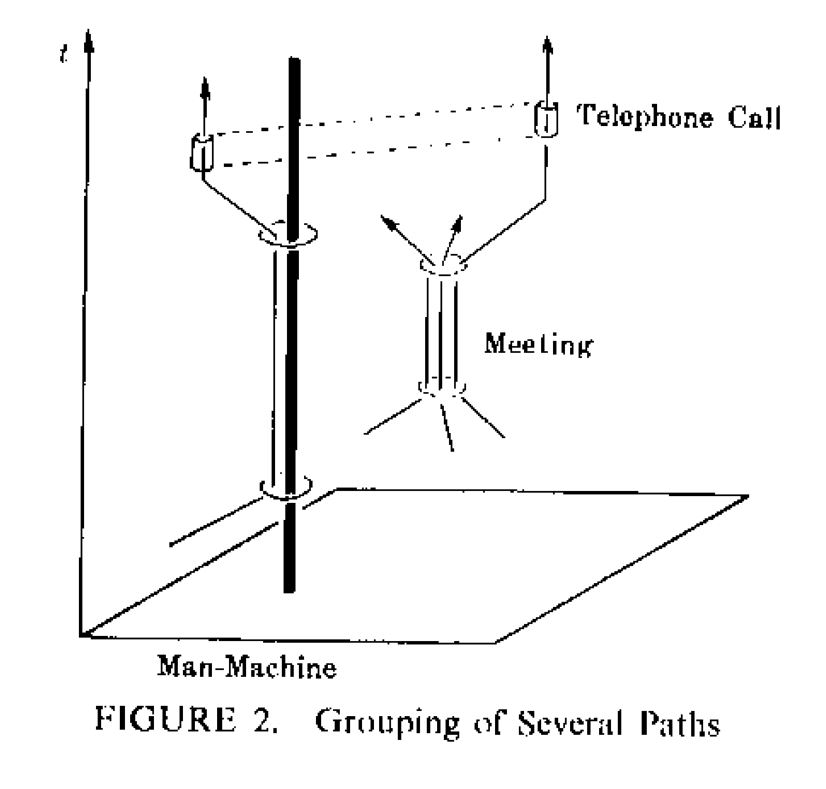 t
Telephone Call
Meeting
Man-Machine
FIGURE 2. Grouping of Several Paths